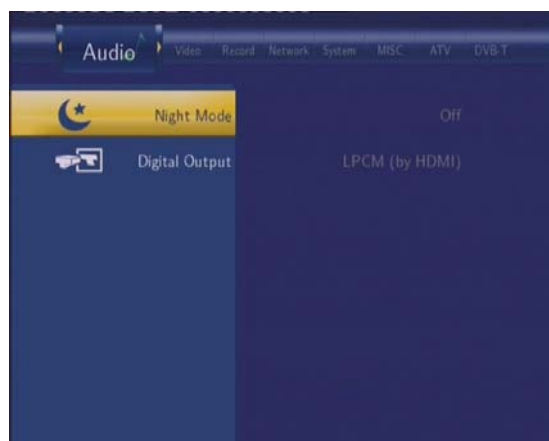 Audio Video Record Network System MISC ATV DVB-T
Night Mode Off
Digital Output LPCM (by HDMI)